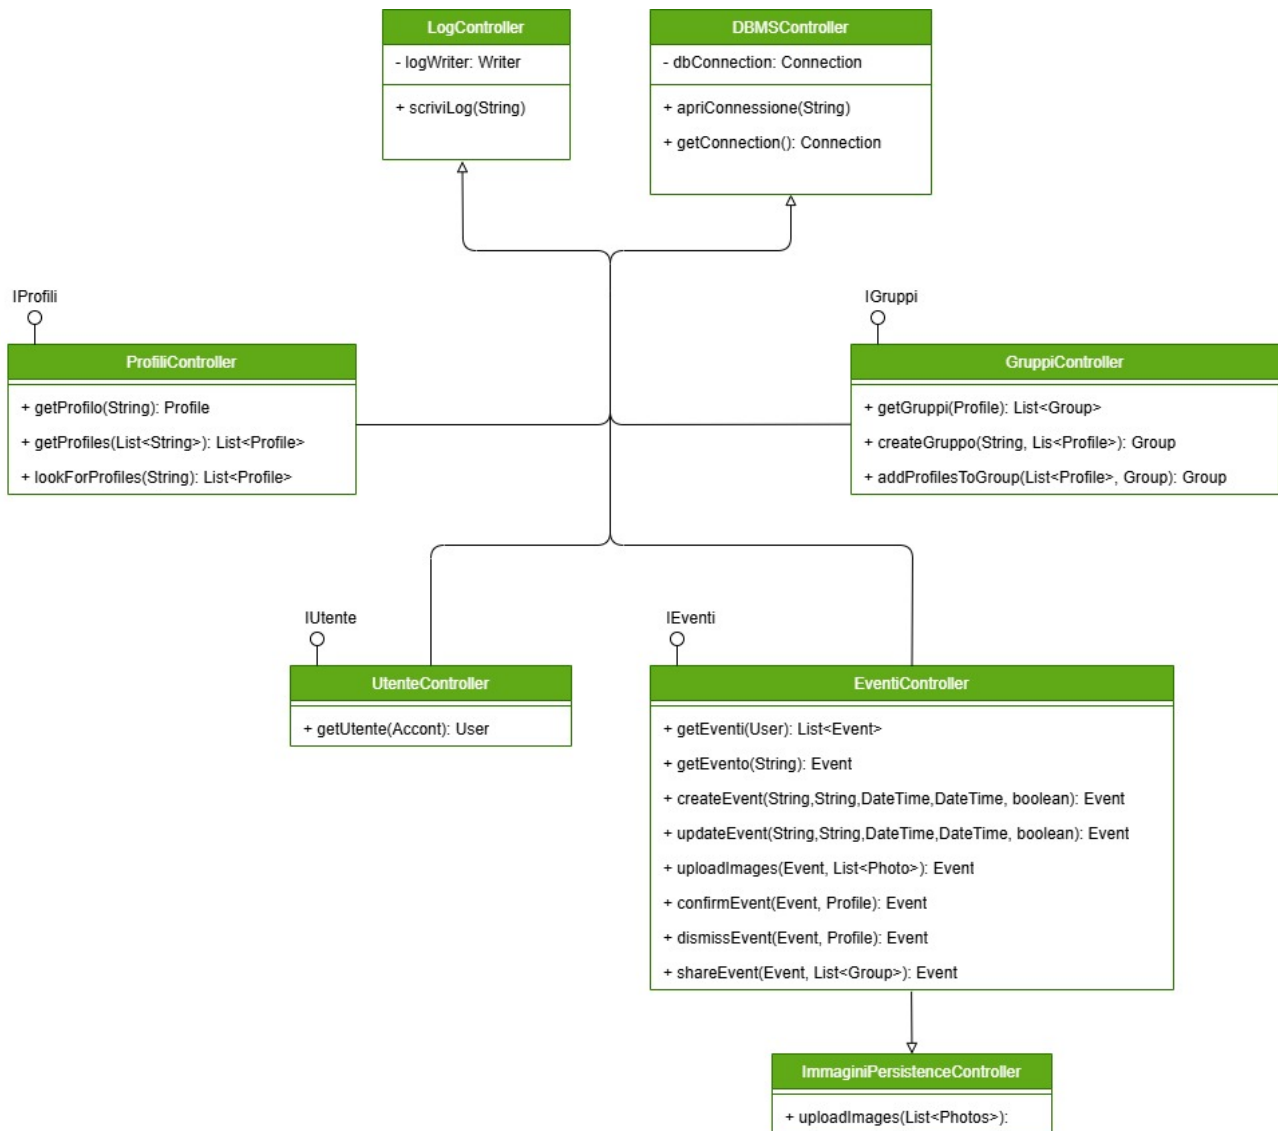 LogController
- logWriter: Writer
+ scriviLog(String)
DBMSController
- dbConnection: Connection
+ apriConnessione(String)
+ getConnection(): Connection
IProfili
ProfiliController
+ getProfilo(String): Profile
+ getProfiles(List<String>): List<Profile>
+ lookForProfiles(String): List<Profile>
IGruppi
GruppiController
+ getGruppi(Profile): List<Group>
+ createGruppo(String, Lis<Profile>): Group
+ addProfilesToGroup(List<Profile>, Group): Group
IUtente
UtenteController
+ getUtente(Accont): User
IEventi
EventiController
+ getEventi(User): List<Event>
+ getEvento(String): Event
+ createEvent(String,String,DateTime,DateTime, boolean): Event
+ updateEvent(String,String,DateTime,DateTime, boolean): Event
+ uploadImages(Event, List<Photo>): Event
+ confirmEvent(Event, Profile): Event
+ dismissEvent(Event, Profile): Event
+ shareEvent(Event, List<Group>): Event
ImmaginiPersistenceController
+ uploadImages(List<Photos>):